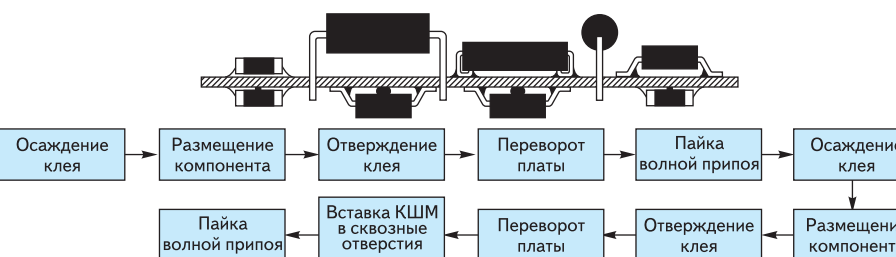 Осаждение
клея
Размещение
компонента
Отверждение
клея
Переворот
платы
Пайка
волной припоя
Осаждение
клея
Пайка
волной припоя
Вставка КШМ
в сквозные
отверстия
Переворот
платы
Отверждение
клея
Размещени
компонент